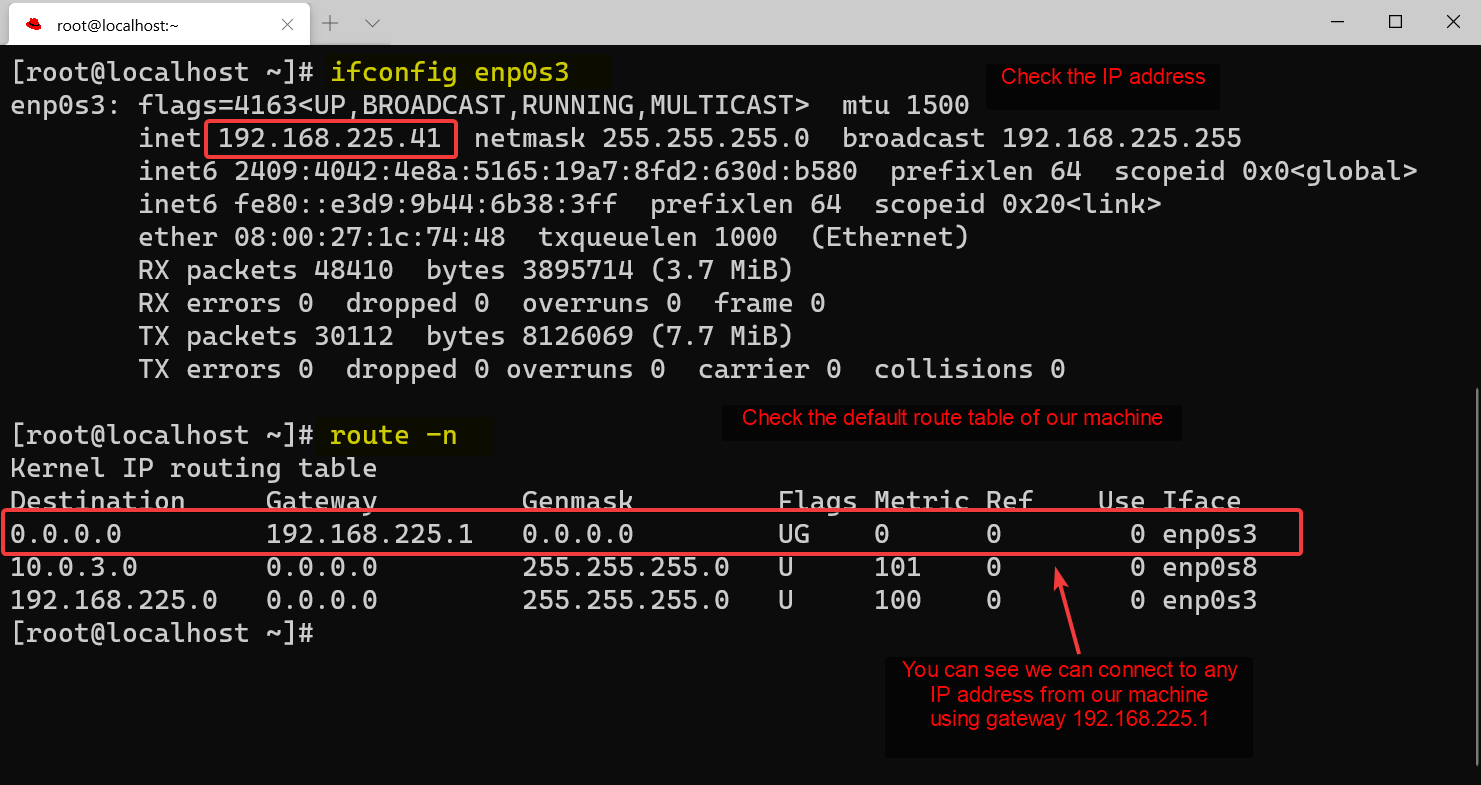 root@localhost:~
[root@localhost ~]# ifconfig enp0s3
Check the IP address
enp0s3: flags=4163<UP,BROADCAST,RUNNING,MULTICAST>  mtu 1500
inet 192.168.225.41  netmask 255.255.255.0  broadcast 192.168.225.255
inet6 2409:4042:4e8a:5165:19a7:8fd2:630d:b580  prefixlen 64  scopeid 0x0<global>
inet6 fe80::e3d9:9b44:6b38:3ff  prefixlen 64  scopeid 0x20<link>
ether 08:00:27:1c:74:48  txqueuelen 1000  (Ethernet)
RX packets 48410  bytes 3895714 (3.7 MiB)
RX errors 0  dropped 0  overruns 0  frame 0
TX packets 30112  bytes 8126069 (7.7 MiB)
TX errors 0  dropped 0 overruns 0  carrier 0  collisions 0
Check the default route table of our machine
[root@localhost ~]# route -n
Kernel IP routing table
Destination     Gateway         Genmask         Flags Metric Ref    Use Iface
0.0.0.0         192.168.225.1   0.0.0.0         UG    0      0        0 enp0s3
10.0.3.0        0.0.0.0         255.255.255.0   U     101    0        0 enp0s8
192.168.225.0   0.0.0.0         255.255.255.0   U     100    0        0 enp0s3
[root@localhost ~]#
You can see we can connect to any
IP address from our machine
using gateway 192.168.225.1